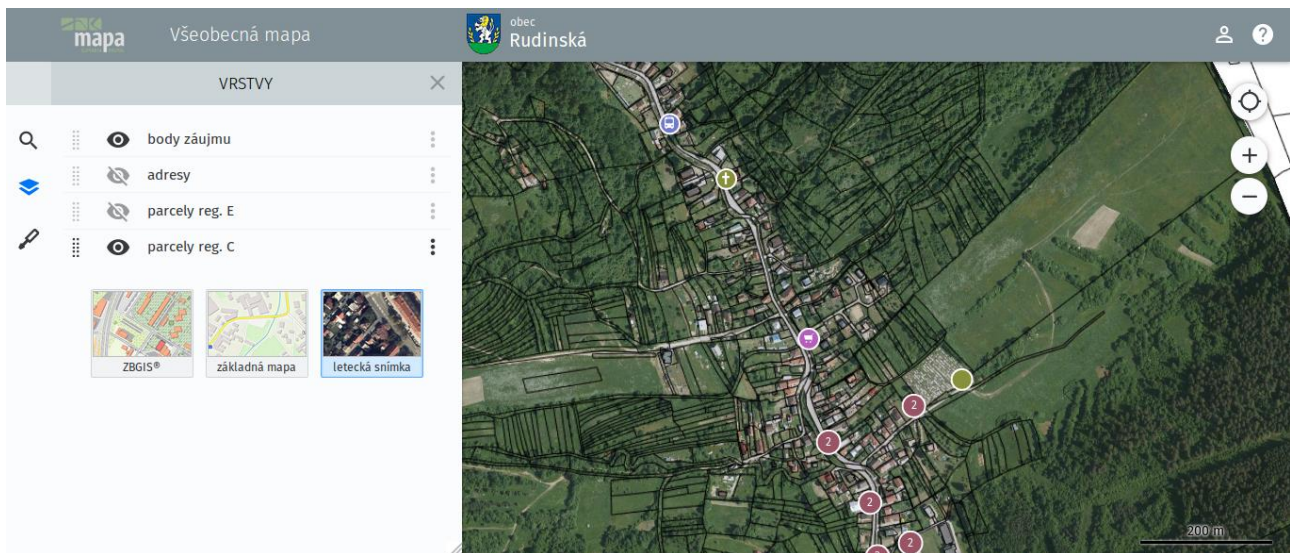 mapa
Všeobecná mapa
obec
Rudinská
VRSTVY
body záujmu
adresy
parcely reg. E
parcely reg. C
ZBGIS®
základná mapa
letecká snímka
2
2
2
2
200 m